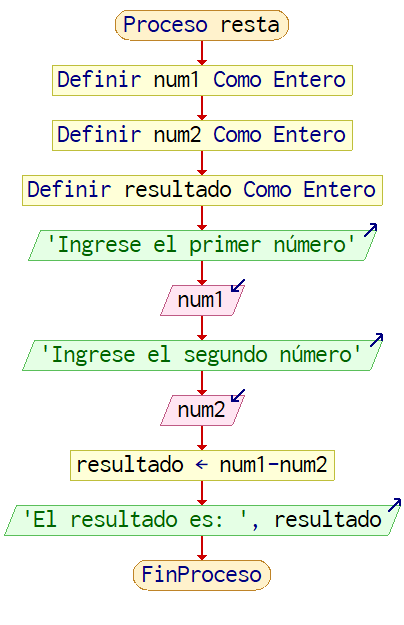 Proceso resta
Definir num1 Como Entero
Definir num2 Como Entero
Definir resultado Como Entero
'Ingrese el primer número'
num1
'Ingrese el segundo número'
num2
resultado ← num1-num2
'El resultado es: ', resultado
FinProceso